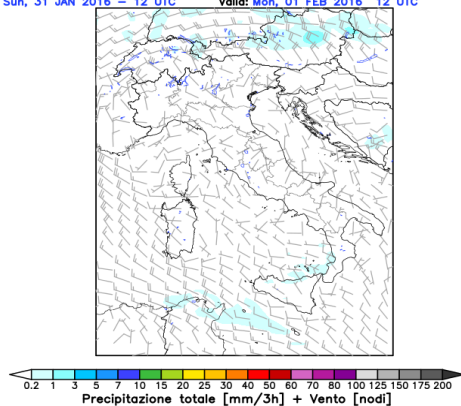 Sun, 31 JAN 2016 – 12 UTC Valid: Mon, 01 FEB 2016 12 UTC
0.2 1 3 5 7 10 15 20 25 30 40 50 60 70 80 100 125 150 175 200
Precipitazione totale [mm/3h] + Vento [nodi]